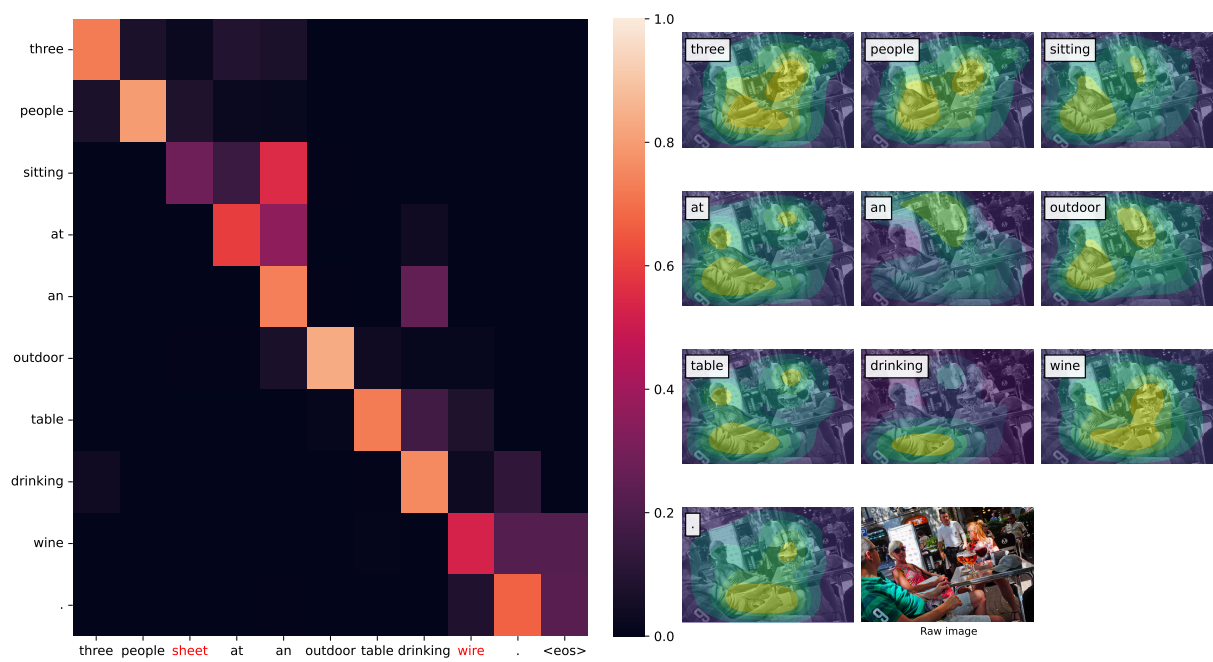 three
people
sitting
at
an
outdoor
table
drinking
wine
.
three people sheet at an outdoor table drinking wire . <eos>
1.0
0.8
0.6
0.4
0.2
0.0
three people sitting
at an outdoor
table drinking wine
.
Raw image